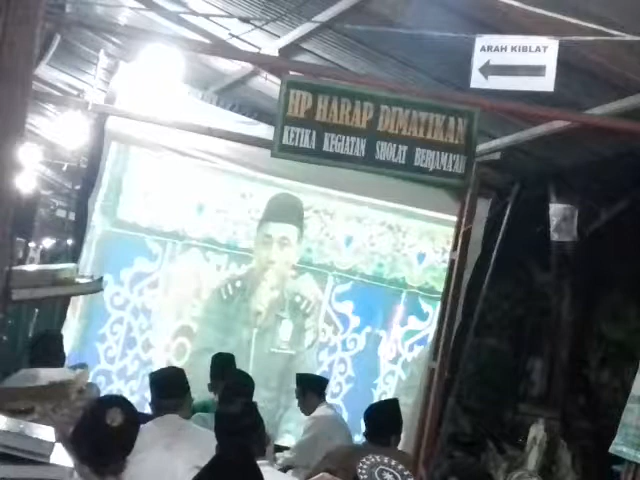 ARAH KIBLAT
HP HARAP DIMATIKAN
KETIKA KEGIATAN SHOLAT BERJAMA'AH